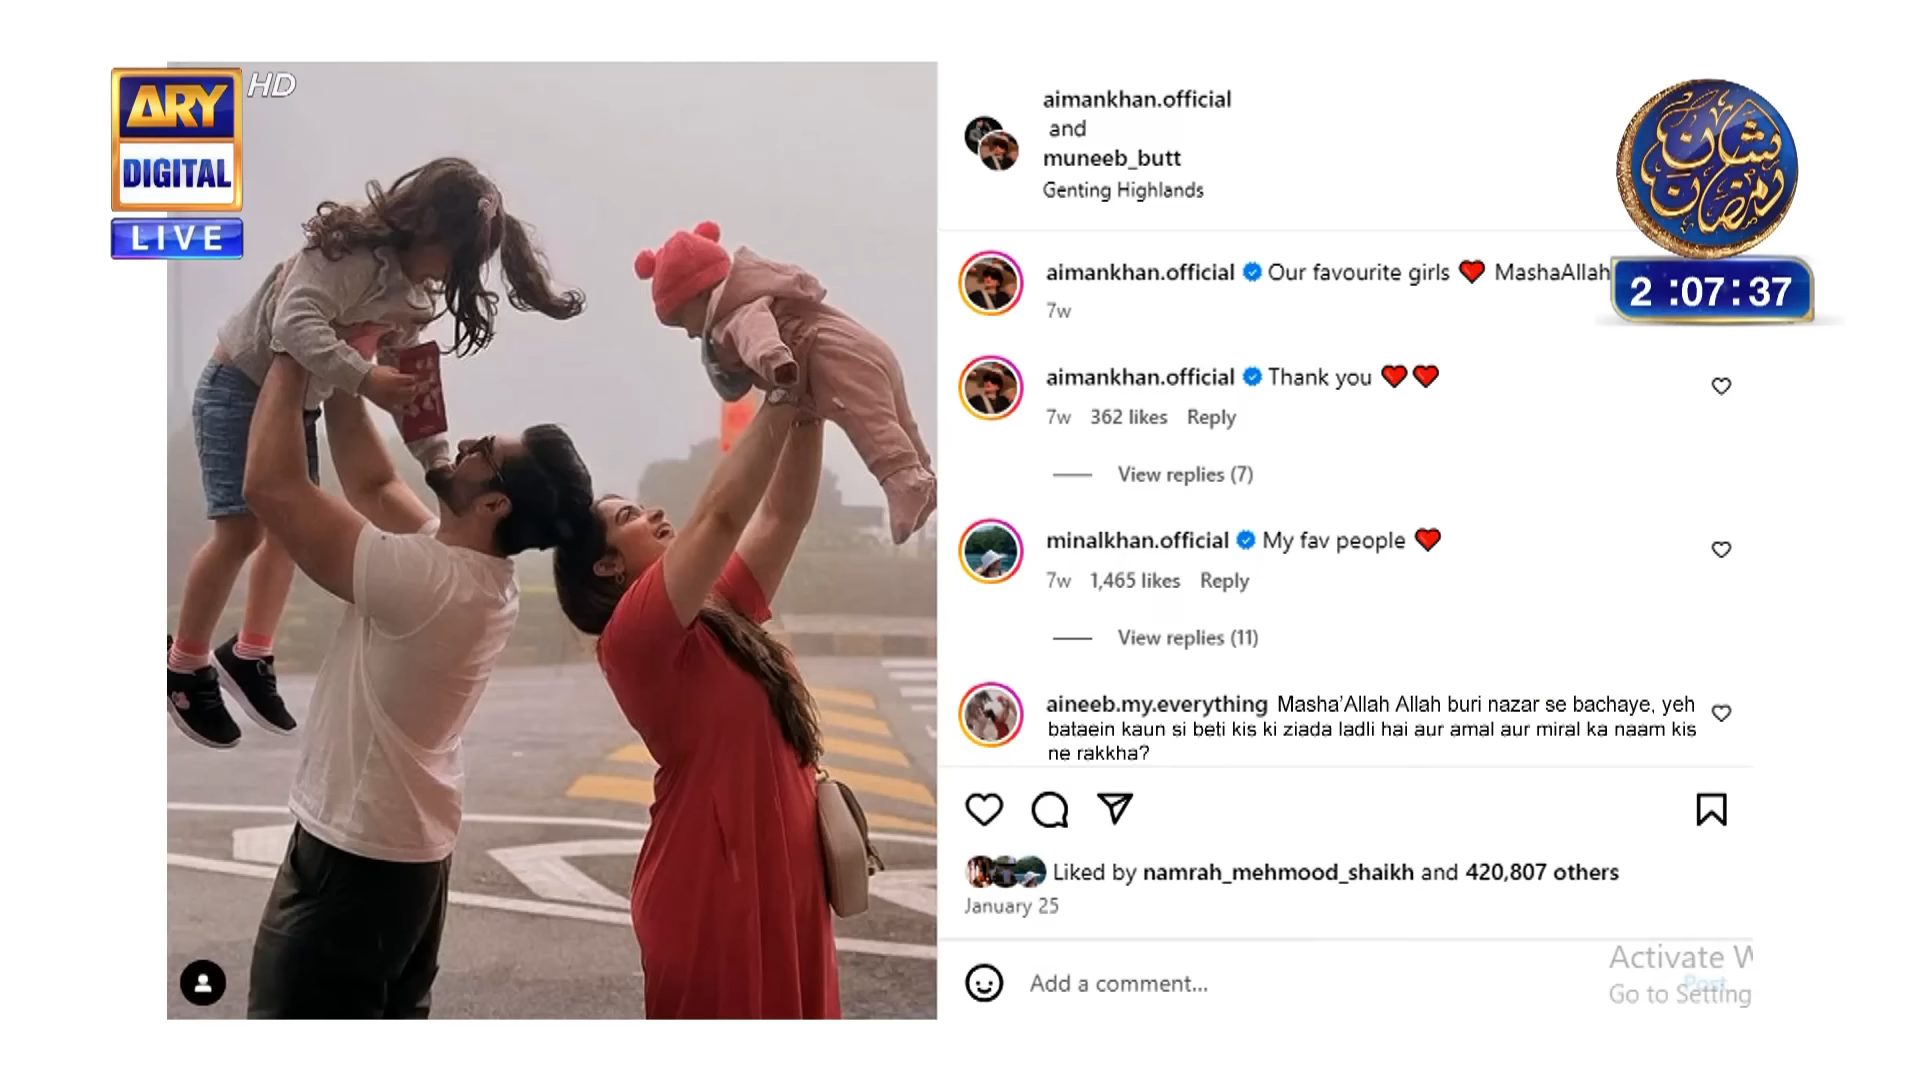 ARY
DIGITAL
HD
LIVE
aimankhan.official
and
muneeb_butt
Genting Highlands
شان رمضان
2 :07:37
aimankhan.official Our favourite girls ❤️ MashaAllah
7w
aimankhan.official Thank you ❤️❤️
7w 362 likes Reply
View replies (7)
minalkhan.official My fav people ❤️
7w 1,465 likes Reply
View replies (11)
aineeb.my.everything Masha’Allah Allah buri nazar se bachaye, yeh
bataein kaun si beti kis ki ziada ladli hai aur amal aur miral ka naam kis
ne rakkha?
Liked by namrah_mehmood_shaikh and 420,807 others
January 25
Add a comment...
Post
Activate W
Go to Setting